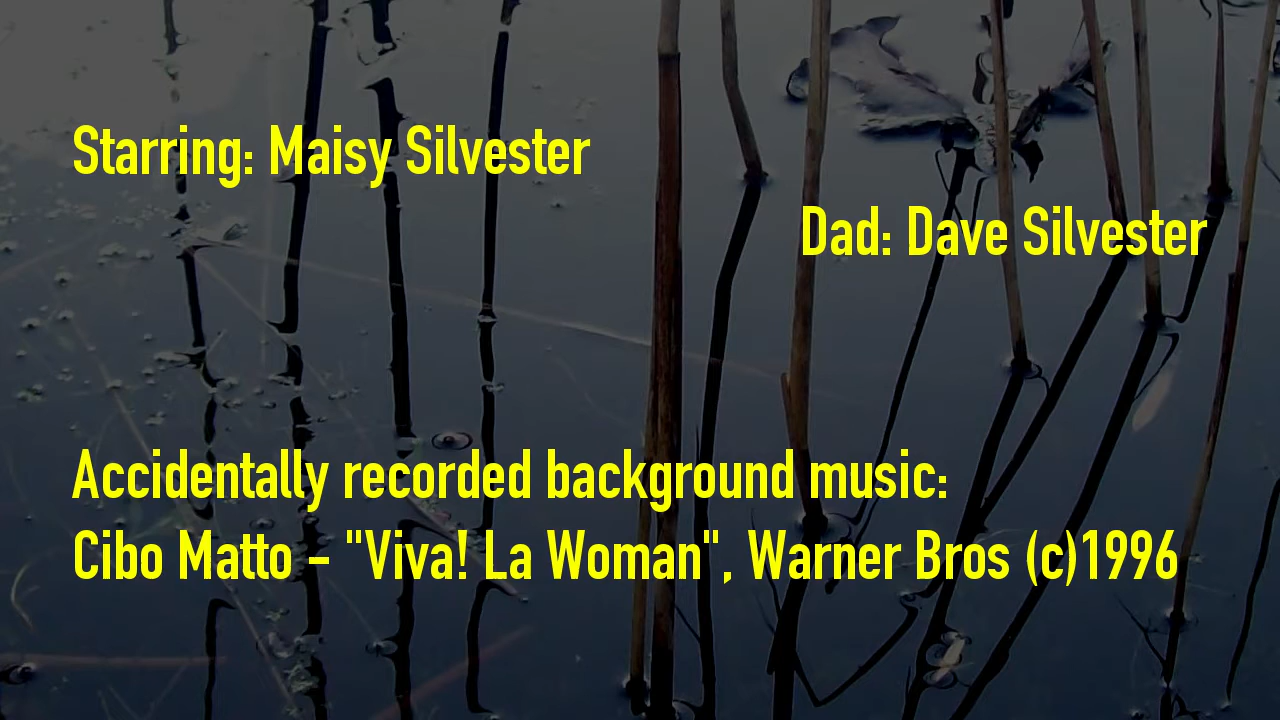 Starring: Maisy Silvester
Dad: Dave Silvester
Accidentally recorded background music:
Cibo Matto - "Viva! La Woman", Warner Bros (c)1996